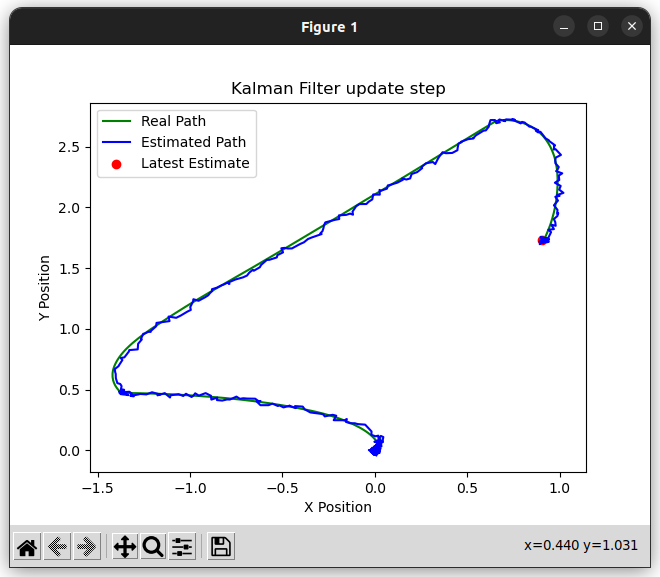 Figure 1
Kalman Filter update step
Real Path
Estimated Path
Latest Estimate
2.5
2.0
1.5
1.0
0.5
0.0
Y Position
−1.5 −1.0 −0.5 0.0 0.5 1.0
X Position
x=0.440 y=1.031